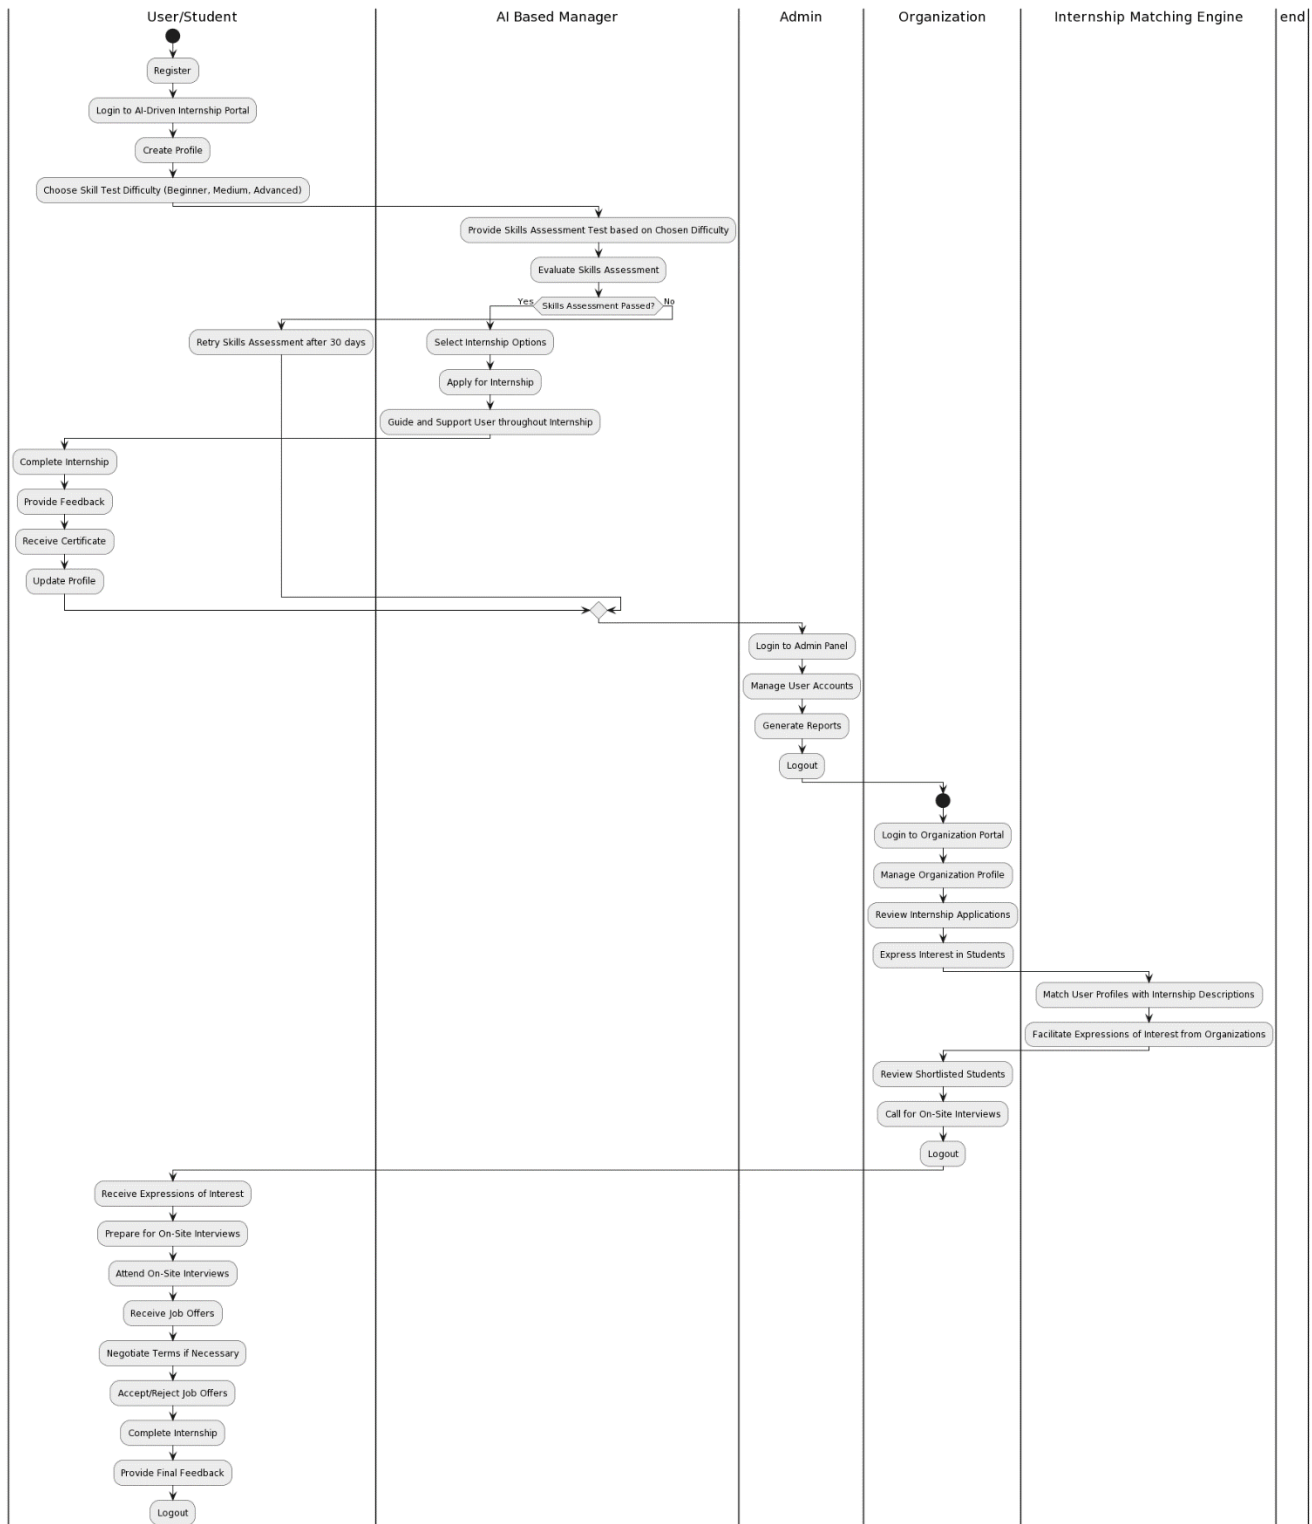 User/Student
AI Based Manager
Admin
Organization
Internship Matching Engine
end
Register
Login to AI-Driven Internship Portal
Create Profile
Choose Skill Test Difficulty (Beginner, Medium, Advanced)
Provide Skills Assessment Test based on Chosen Difficulty
Evaluate Skills Assessment
Yes
Skills Assessment Passed?
No
Retry Skills Assessment after 30 days
Select Internship Options
Apply for Internship
Guide and Support User throughout Internship
Complete Internship
Provide Feedback
Receive Certificate
Update Profile
Login to Admin Panel
Manage User Accounts
Generate Reports
Logout
Login to Organization Portal
Manage Organization Profile
Review Internship Applications
Express Interest in Students
Match User Profiles with Internship Descriptions
Facilitate Expressions of Interest from Organizations
Review Shortlisted Students
Call for On-Site Interviews
Logout
Receive Expressions of Interest
Prepare for On-Site Interviews
Attend On-Site Interviews
Receive Job Offers
Negotiate Terms if Necessary
Accept/Reject Job Offers
Complete Internship
Provide Final Feedback
Logout